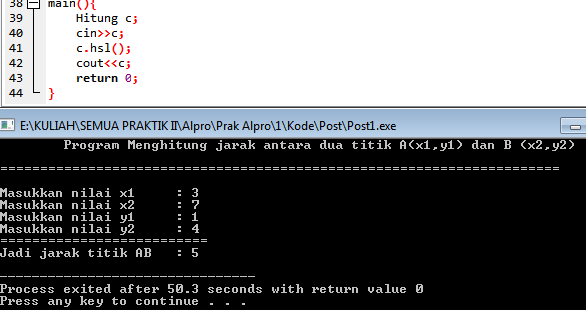 38 main(){
39 Hitung c;
40 cin>>c;
41 c.hsl();
42 cout<<c;
43 return 0;
44 }
E:\KULIAH\SEMUA PRAKTIK II\Alpro\Prak Alpro\1\Kode\Post\Post1.exe
Program Menghitung jarak antara dua titik A(x1,y1) dan B (x2,y2)
======================================================================
Masukkan nilai x1 : 3
Masukkan nilai x2 : 7
Masukkan nilai y1 : 1
Masukkan nilai y2 : 4
==========================
Jadi jarak titik AB : 5
--------------------------------
Process exited after 50.3 seconds with return value 0
Press any key to continue . . .